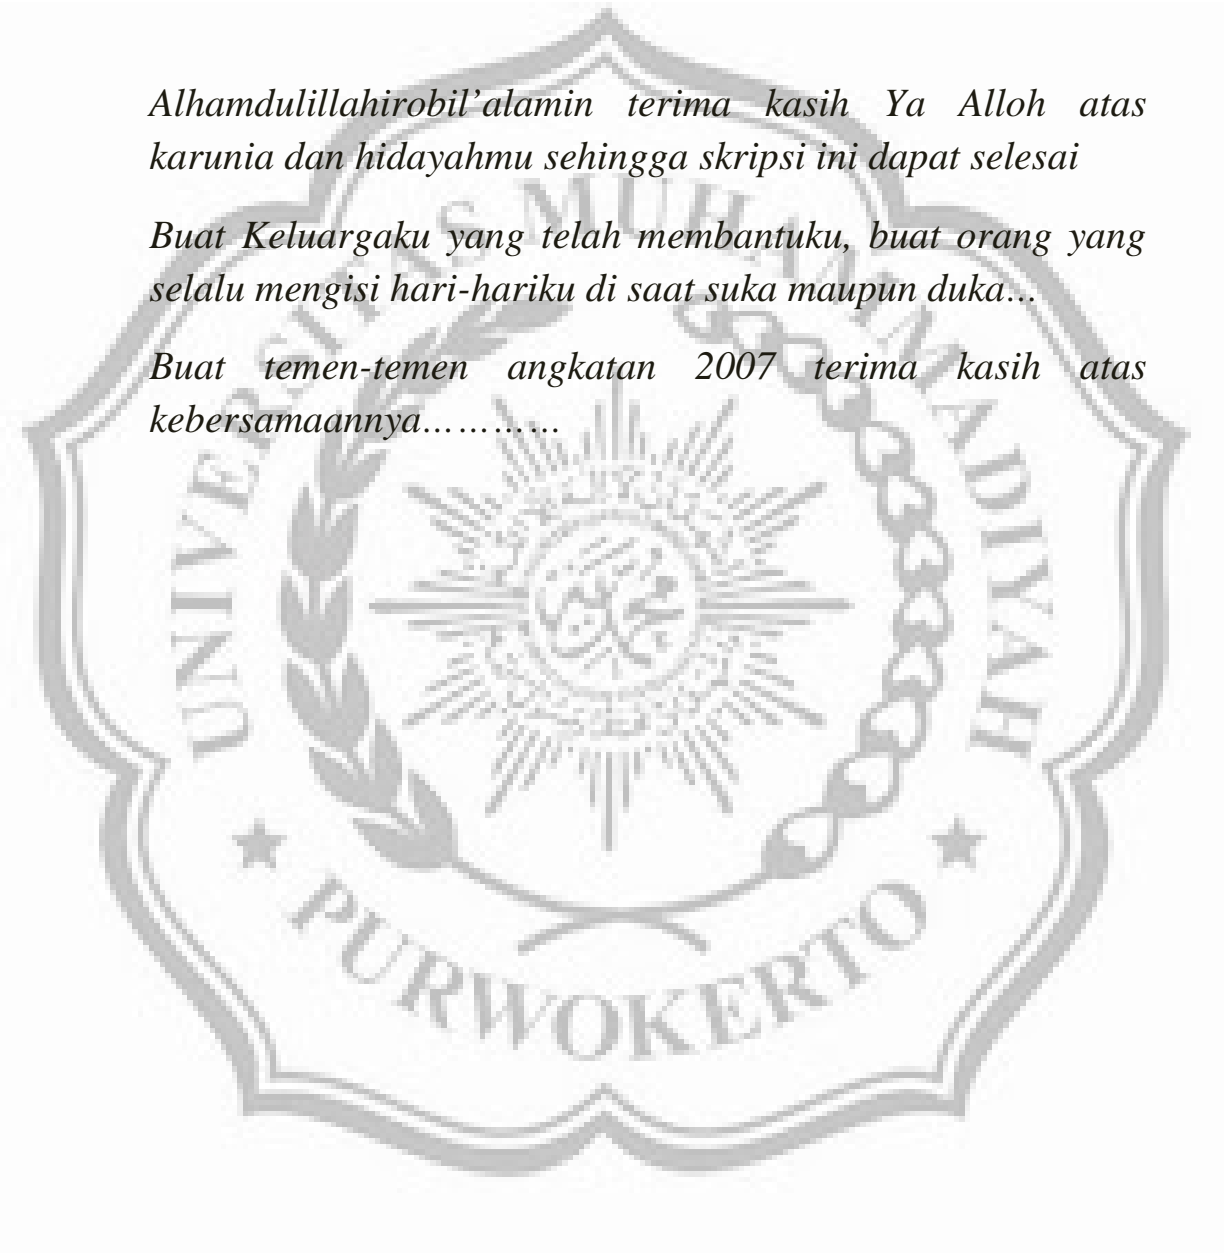 Alhamdulillahirobil’alamin terima kasih Ya Alloh atas
karunia dan hidayahmu sehingga skripsi ini dapat selesai
Buat Keluargaku yang telah membantuku, buat orang yang
selalu mengisi hari-hariku di saat suka maupun duka…
Buat temen-temen angkatan 2007 terima kasih atas
kebersamaannya…………
UNIVERSITAS MUHAMMADIYAH
PURWOKERTO